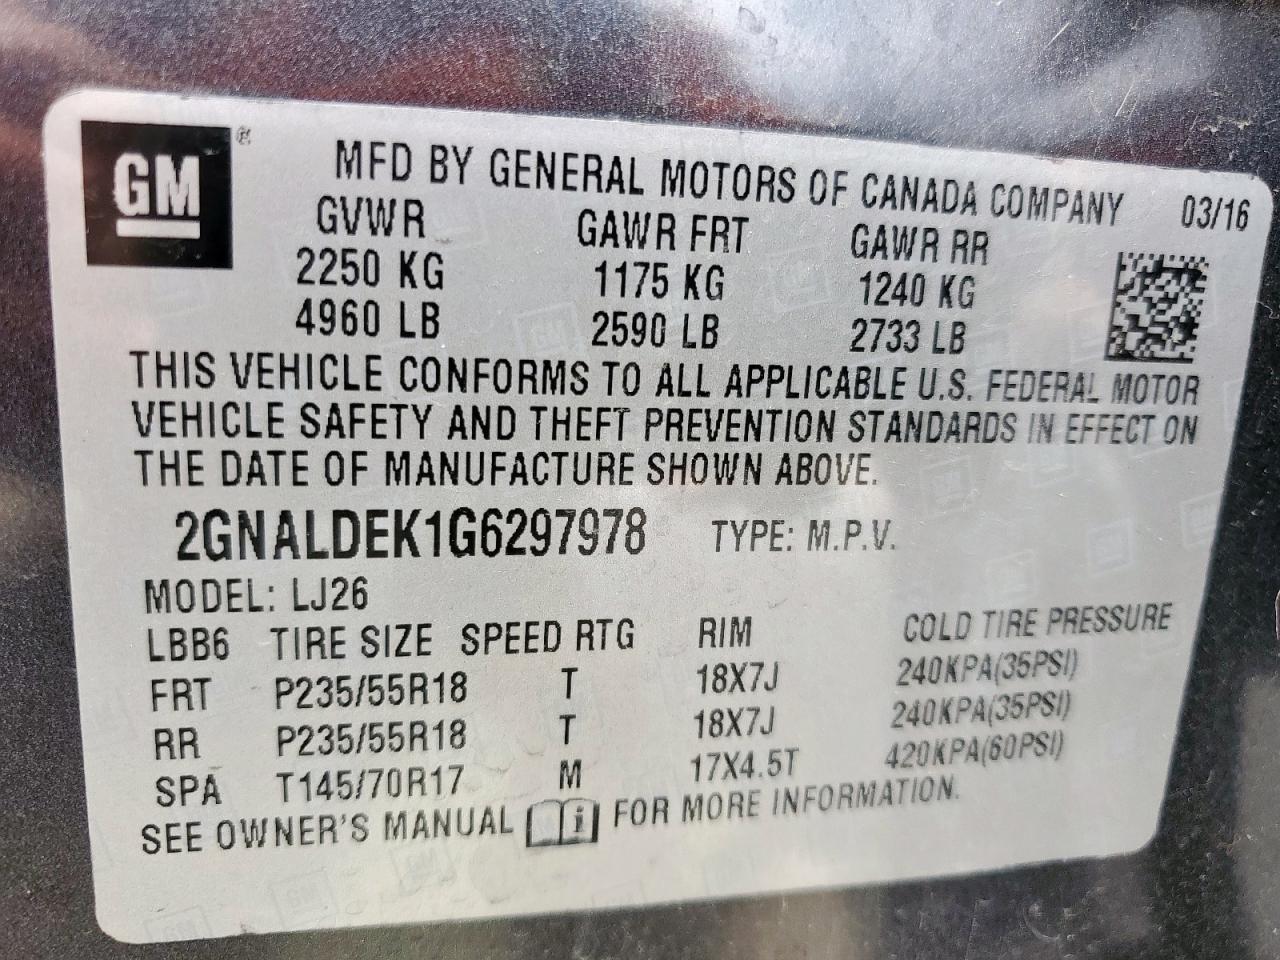 GM ®
MFD BY GENERAL MOTORS OF CANADA COMPANY 03/16
GVWR GAWR FRT GAWR RR
2250 KG 1175 KG 1240 KG
4960 LB 2590 LB 2733 LB
THIS VEHICLE CONFORMS TO ALL APPLICABLE U.S. FEDERAL MOTOR
VEHICLE SAFETY AND THEFT PREVENTION STANDARDS IN EFFECT ON
THE DATE OF MANUFACTURE SHOWN ABOVE.
2GNALDEK1G6297978 TYPE: M.P.V.
MODEL: LJ26
LBB6 TIRE SIZE SPEED RTG RIM COLD TIRE PRESSURE
FRT P235/55R18 T 18X7J 240KPA(35PSI)
RR P235/55R18 T 18X7J 240KPA(35PSI)
SPA T145/70R17 M 17X4.5T 420KPA(60PSI)
SEE OWNER'S MANUAL i FOR MORE INFORMATION.